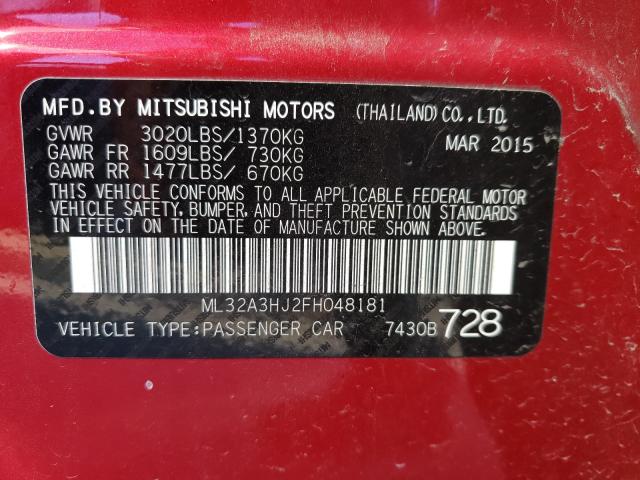 MFD.BY MITSUBISHI MOTORS (THAILAND) CO.,LTD.
GVWR 3020LBS/1370KG MAR 2015
GAWR FR 1609LBS/ 730KG
GAWR RR 1477LBS/ 670KG
THIS VEHICLE CONFORMS TO ALL APPLICABLE FEDERAL MOTOR
VEHICLE SAFETY, BUMPER, AND THEFT PREVENTION STANDARDS
IN EFFECT ON THE DATE OF MANUFACTURE SHOWN ABOVE.
ML32A3HJ2FH048181
VEHICLE TYPE:PASSENGER CAR 7430B 728